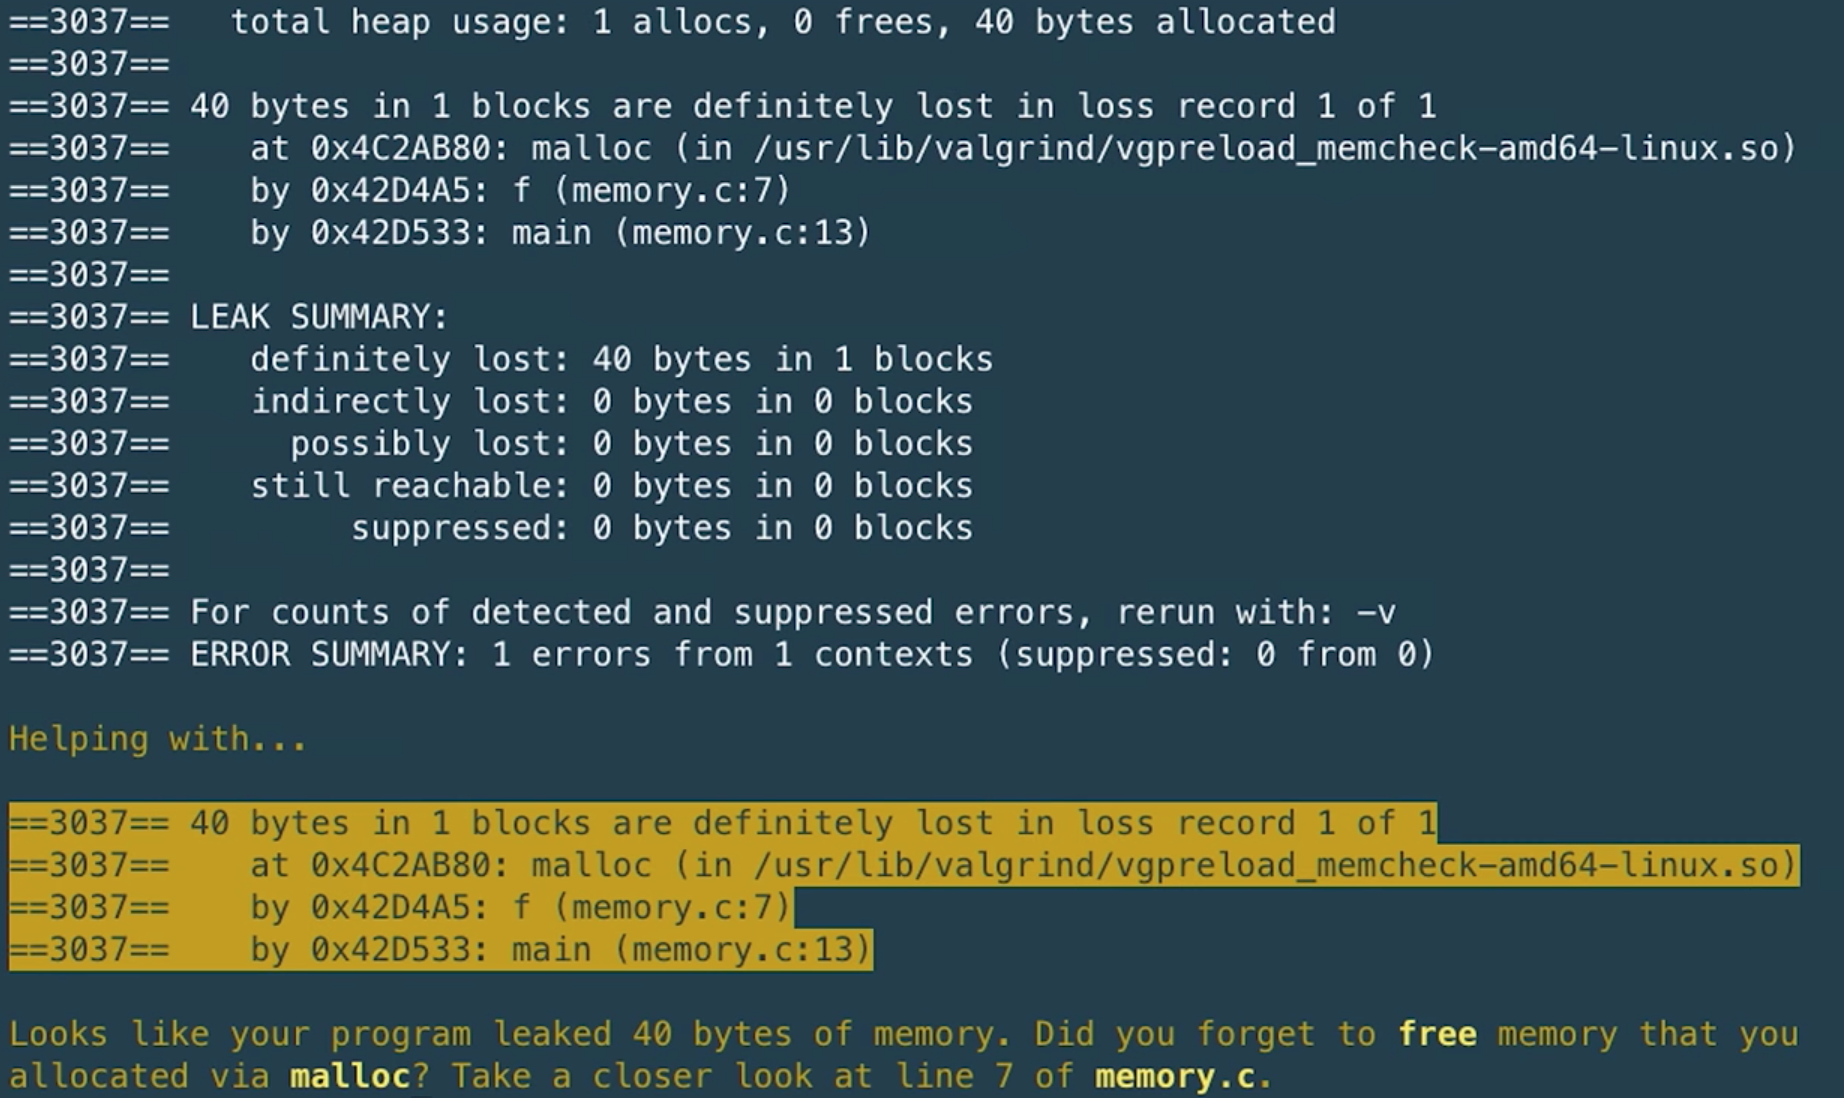 ==3037==   total heap usage: 1 allocs, 0 frees, 40 bytes allocated
==3037==
==3037== 40 bytes in 1 blocks are definitely lost in loss record 1 of 1
==3037==    at 0x4C2AB80: malloc (in /usr/lib/valgrind/vgpreload_memcheck-amd64-linux.so)
==3037==    by 0x42D4A5: f (memory.c:7)
==3037==    by 0x42D533: main (memory.c:13)
==3037==
==3037== LEAK SUMMARY:
==3037==    definitely lost: 40 bytes in 1 blocks
==3037==    indirectly lost: 0 bytes in 0 blocks
==3037==      possibly lost: 0 bytes in 0 blocks
==3037==    still reachable: 0 bytes in 0 blocks
==3037==         suppressed: 0 bytes in 0 blocks
==3037==
==3037== For counts of detected and suppressed errors, rerun with: -v
==3037== ERROR SUMMARY: 1 errors from 1 contexts (suppressed: 0 from 0)
Helping with...
==3037== 40 bytes in 1 blocks are definitely lost in loss record 1 of 1
==3037==    at 0x4C2AB80: malloc (in /usr/lib/valgrind/vgpreload_memcheck-amd64-linux.so)
==3037==    by 0x42D4A5: f (memory.c:7)
==3037==    by 0x42D533: main (memory.c:13)
Looks like your program leaked 40 bytes of memory. Did you forget to free memory that you
allocated via malloc? Take a closer look at line 7 of memory.c.